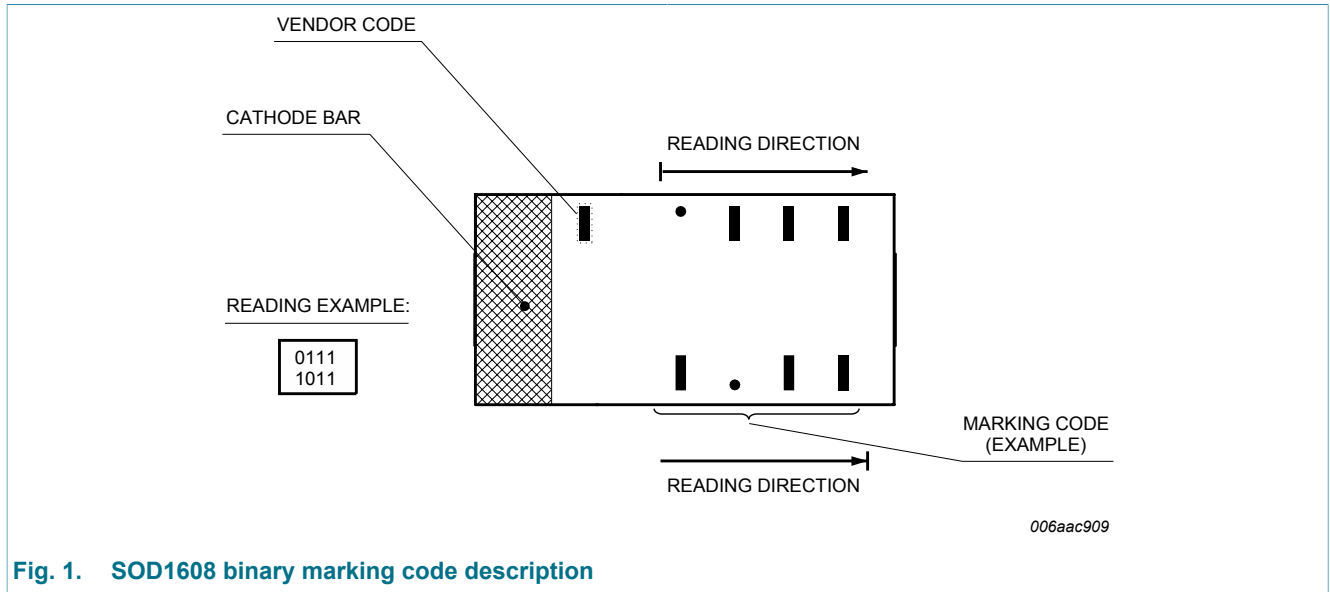 VENDOR CODE
CATHODE BAR
READING DIRECTION
READING EXAMPLE:
0111
1011
MARKING CODE
(EXAMPLE)
READING DIRECTION
006aac909
Fig. 1. SOD1608 binary marking code description